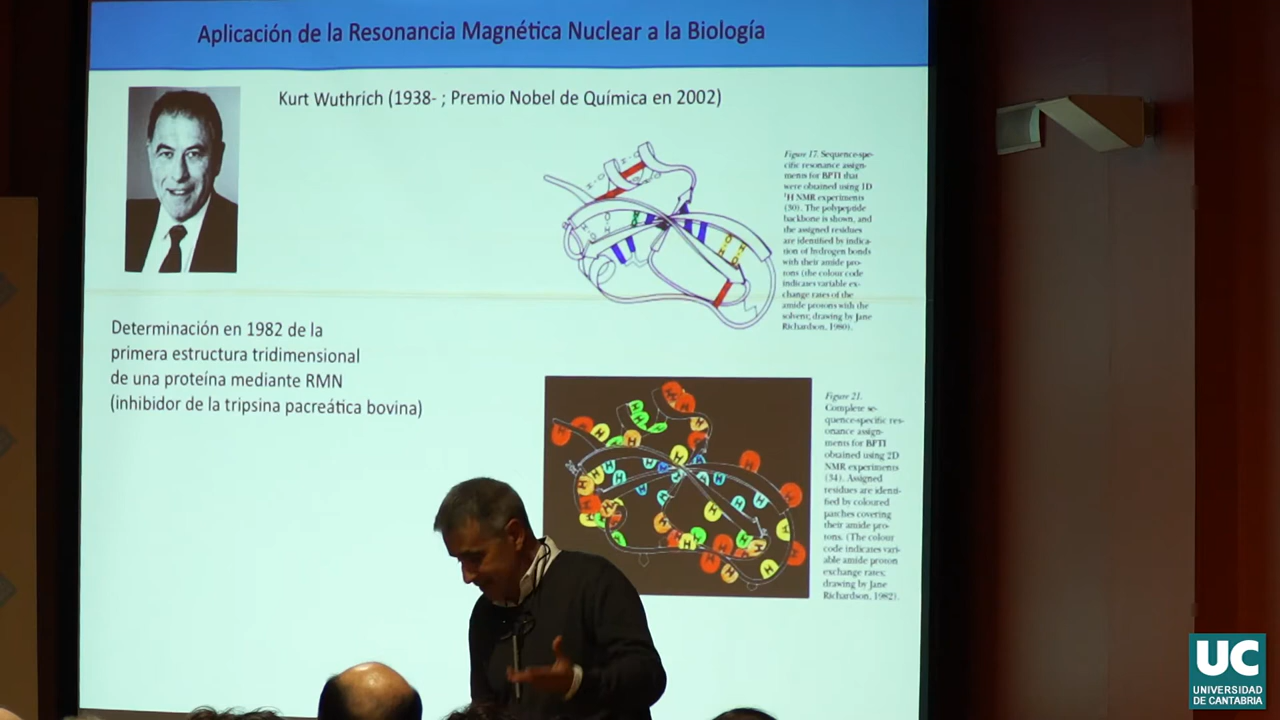 Aplicación de la Resonancia Magnética Nuclear a la Biología
Kurt Wuthrich (1938- ; Premio Nobel de Química en 2002)
Figure 17. Sequence-spe-
cific resonance assign-
ments for BPTI that
were obtained using 1D
¹H NMR experiments
(30). The polypeptide
backbone is shown, and
the assigned residues
are identified by indica-
tion of hydrogen bonds
with their amide pro-
tons (the colour code
indicates variable ex-
change rates of the
amide protons with the
solvent; drawing by Jane
Richardson, 1980).
Determinación en 1982 de la
primera estructura tridimensional
de una proteína mediante RMN
(inhibidor de la tripsina pacreática bovina)
Figure 21.
Complete se-
quence-specific res-
onance assign-
ments for BPTI
obtained using 2D
NMR experiments
(34). Assigned
residues are identi-
fied by coloured
patches covering
their amide pro-
tons. (The colour
code indicates vari-
able amide proton
exchange rates;
drawing by Jane
Richardson, 1982).
UC
UNIVERSIDAD
DE CANTABRIA